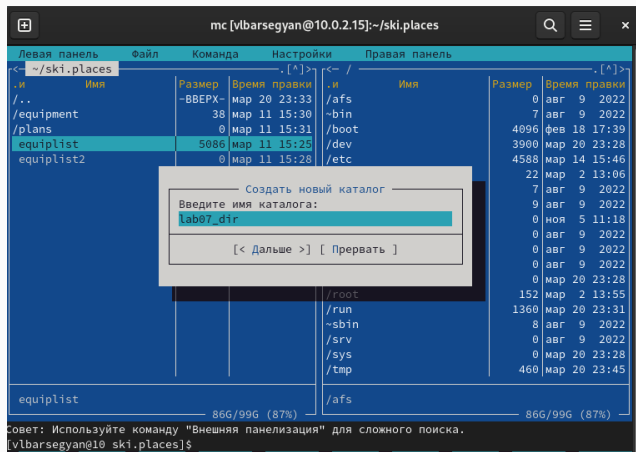 mc [vlbarsegyan@10.0.2.15]:~/ski.places
Левая панель Файл Команда Настройки Правая панель
<— ~/ski.places .[^]> <— / .[^]>
.и Имя Размер Время правки .и Имя Размер Время правки
/.. -ВВЕРХ- мар 20 23:33 /afs 0 авг 9 2022
/equipment 38 мар 11 15:30 ~bin 7 авг 9 2022
/plans 0 мар 11 15:31 /boot 4096 фев 18 17:39
equiplist 5086 мар 11 15:25 /dev 3900 мар 20 23:28
equiplist2 0 мар 11 15:28 /etc 4588 мар 14 15:46
22 мар 2 13:06
Создать новый каталог 7 авг 9 2022
Введите имя каталога: 9 авг 9 2022
lab07_dir 0 ноя 5 11:18
0 авг 9 2022
[< Дальше >] [ Прервать ] 0 авг 9 2022
0 авг 9 2022
0 мар 20 23:28
/root 152 мар 2 13:55
/run 1360 мар 20 23:31
~sbin 8 авг 9 2022
/srv 0 авг 9 2022
/sys 0 мар 20 23:28
/tmp 460 мар 20 23:45
equiplist /afs
86G/99G (87%) 86G/99G (87%)
Совет: Используйте команду "Внешняя панелизация" для сложного поиска.
[vlbarsegyan@10 ski.places]$